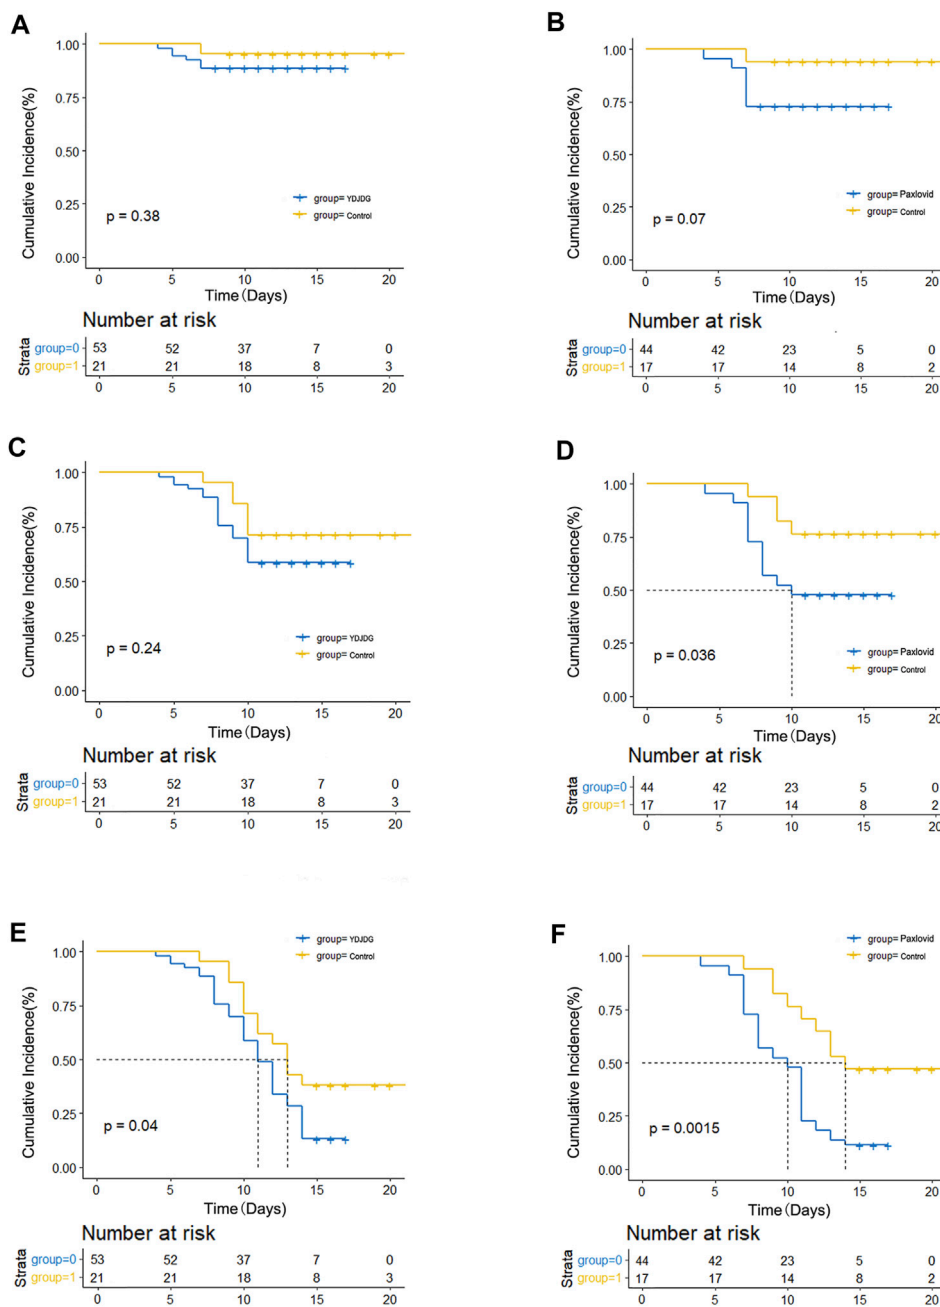 A
1.00
0.75
0.50
0.25
0.00
Cumulative Incidence(%)
p = 0.38
group= YDJDG
group= Control
0 5 10 15 20
Time(Days)
Number at risk
Strata
group=0 53 52 37 7 0
group=1 21 21 18 8 3
0 5 10 15 20
B
1.00
0.75
0.50
0.25
0.00
Cumulative Incidence(%)
p = 0.07
group= Paxlovid
group= Control
0 5 10 15 20
Time(Days)
Number at risk
Strata
group=0 44 42 23 5 0
group=1 17 17 14 8 2
0 5 10 15 20
C
1.00
0.75
0.50
0.25
0.00
Cumulative Incidence(%)
p = 0.24
group= YDJDG
group= Control
0 5 10 15 20
Time(Days)
Number at risk
Strata
group=0 53 52 37 7 0
group=1 21 21 18 8 3
0 5 10 15 20
D
1.00
0.75
0.50
0.25
0.00
Cumulative Incidence(%)
p = 0.036
group= Paxlovid
group= Control
0 5 10 15 20
Time(Days)
Number at risk
Strata
group=0 44 42 23 5 0
group=1 17 17 14 8 2
0 5 10 15 20
E
group= YDJDG
group= Control
1.00
0.75
0.50
0.25
0.00
Cumulative Incidence(%)
p = 0.04
0 5 10 15 20
Time(Days)
Number at risk
Strata
group=0 53 52 37 7 0
group=1 21 21 18 8 3
0 5 10 15 20
F
group= Paxlovid
group= Control
1.00
0.75
0.50
0.25
0.00
Cumulative Incidence(%)
p = 0.0015
0 5 10 15 20
Time(Days)
Number at risk
Strata
group=0 44 42 23 5 0
group=1 17 17 14 8 2
0 5 10 15 20